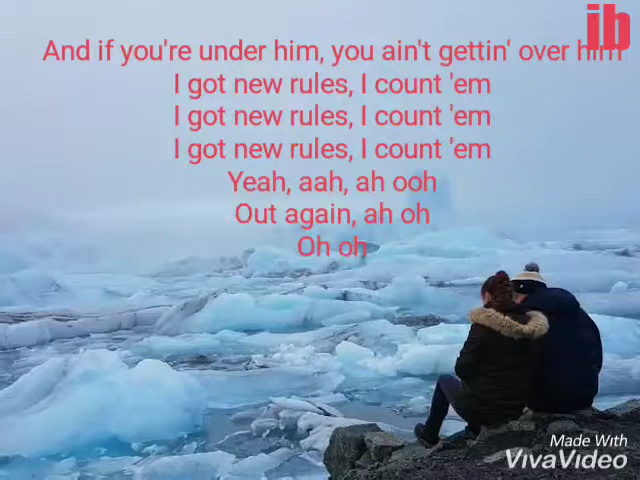 ib
And if you're under him, you ain't gettin' over him
I got new rules, I count 'em
I got new rules, I count 'em
I got new rules, I count 'em
Yeah, aah, ah ooh
Out again, ah oh
Oh oh
Made With
VivaVideo